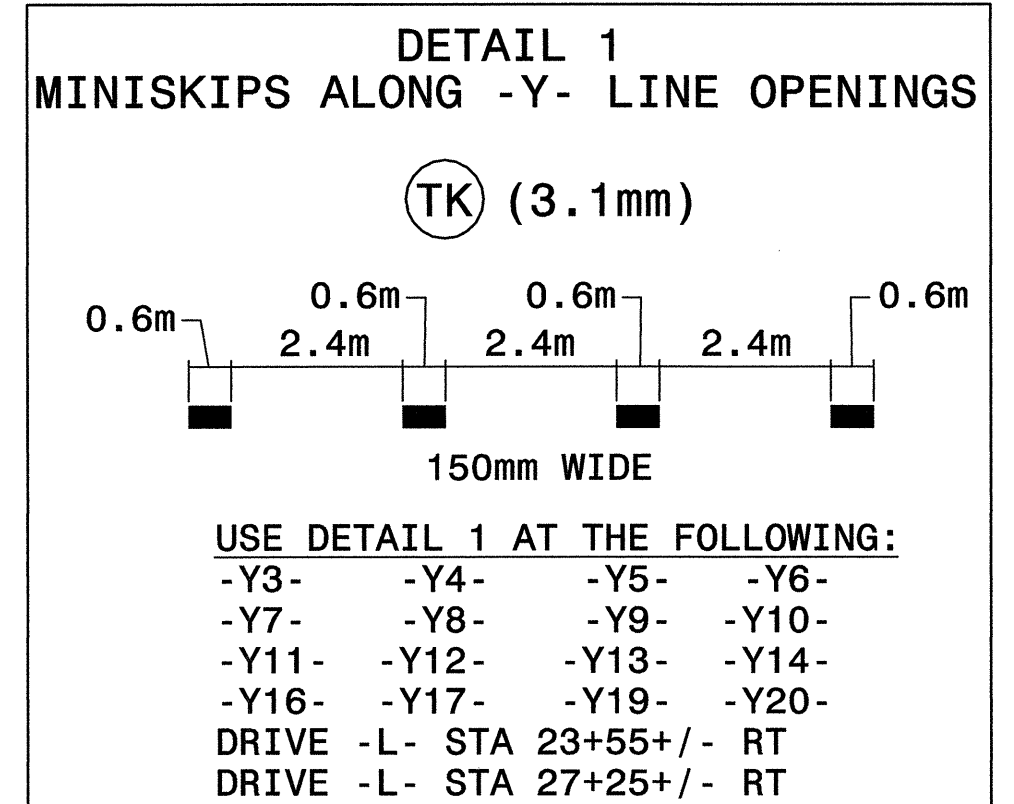 DETAIL 1
MINISKIPS ALONG -Y- LINE OPENINGS
TK (3.1mm)
0.6m 0.6m 0.6m 0.6m
2.4m 2.4m 2.4m
150mm WIDE
USE DETAIL 1 AT THE FOLLOWING:
-Y3- -Y4- -Y5- -Y6-
-Y7- -Y8- -Y9- -Y10-
-Y11- -Y12- -Y13- -Y14-
-Y16- -Y17- -Y19- -Y20-
DRIVE -L- STA 23+55+/- RT
DRIVE -L- STA 27+25+/- RT